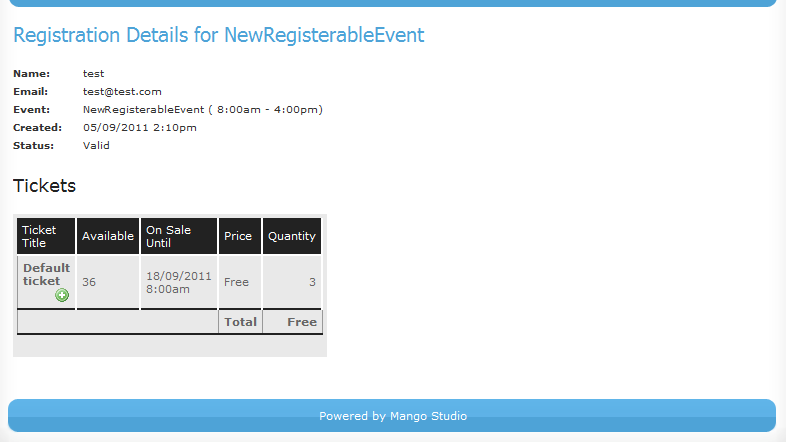 Registration Details for NewRegisterableEvent
Name: test
Email: test@test.com
Event: NewRegisterableEvent ( 8:00am - 4:00pm)
Created: 05/09/2011 2:10pm
Status: Valid
Tickets
Ticket Title Available On Sale Until Price Quantity
Default ticket 36 18/09/2011 8:00am Free 3
Total Free
Powered by Mango Studio